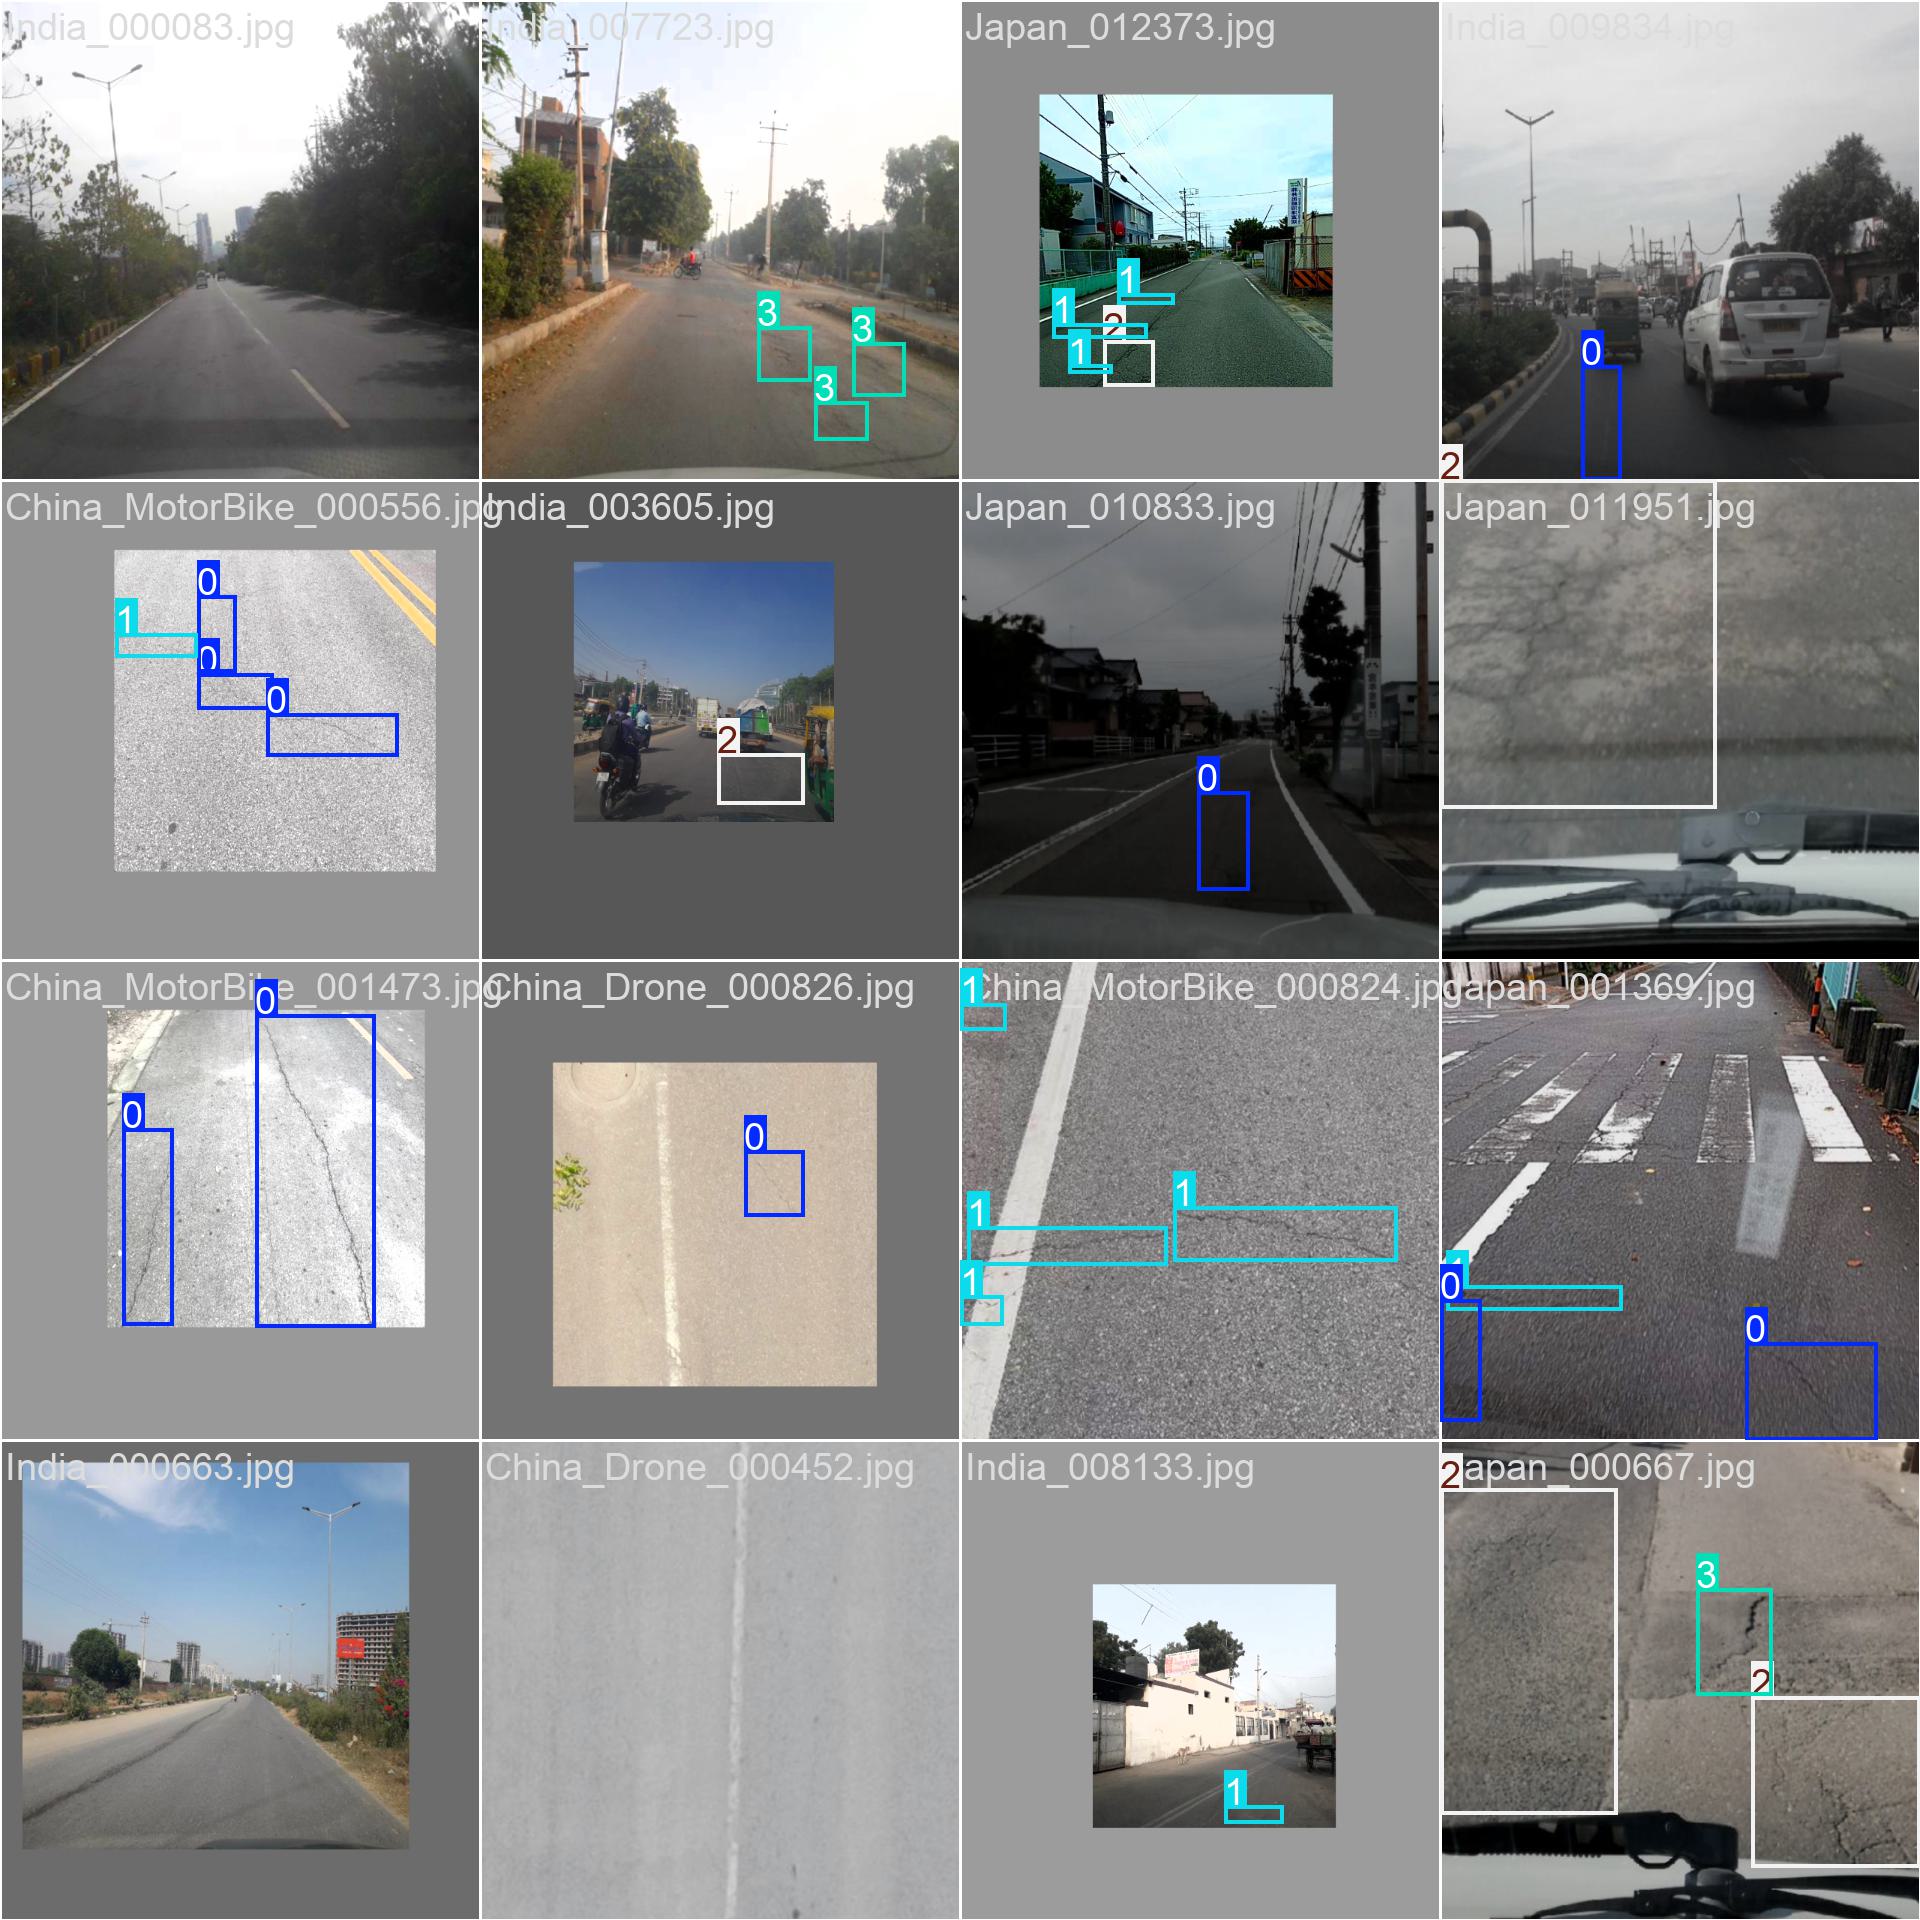 India_000083.jpg
India_007723.jpg
Japan_012373.jpg
India_009834.jpg
3
3
3
1
1
2
1
0
2
China_MotorBike_000556.jpg
India_003605.jpg
Japan_010833.jpg
Japan_011951.jpg
0
1
0
0
2
0
China_MotorBike_001473.jpg
China_Drone_000826.jpg
China_MotorBike_000824.jpg
Japan_001369.jpg
0
0
0
1
1
1
1
1
0
0
India_000663.jpg
China_Drone_000452.jpg
India_008133.jpg
Japan_000667.jpg
1
2
3
2